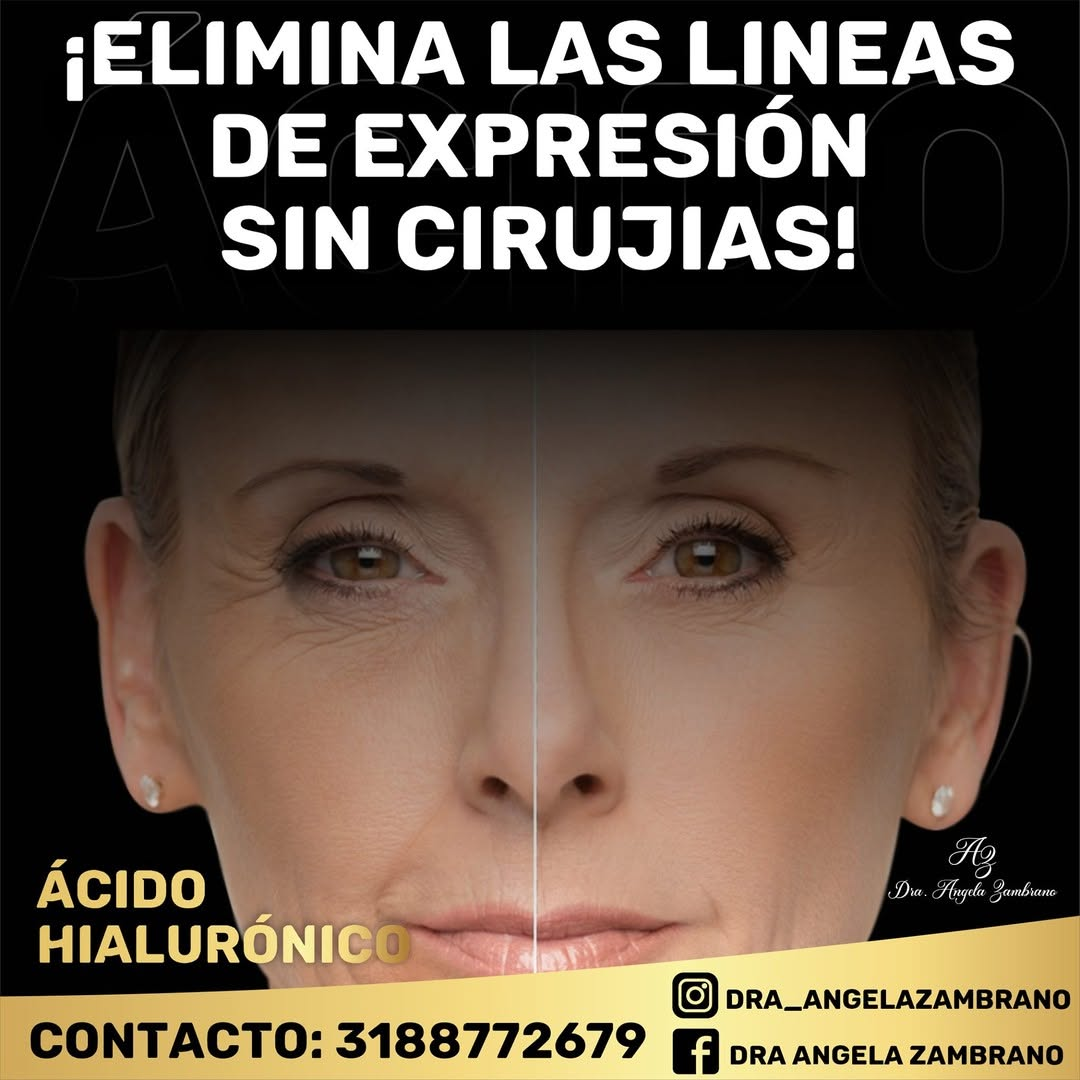 ¡ELIMINA LAS LINEAS
DE EXPRESIÓN
SIN CIRUJIAS!
ÁCIDO
ÁCIDO
HIALURÓNICO
AZ
Dra. Angela Zambrano
CONTACTO: 3188772679
DRA_ANGELAZAMBRANO
DRA ANGELA ZAMBRANO